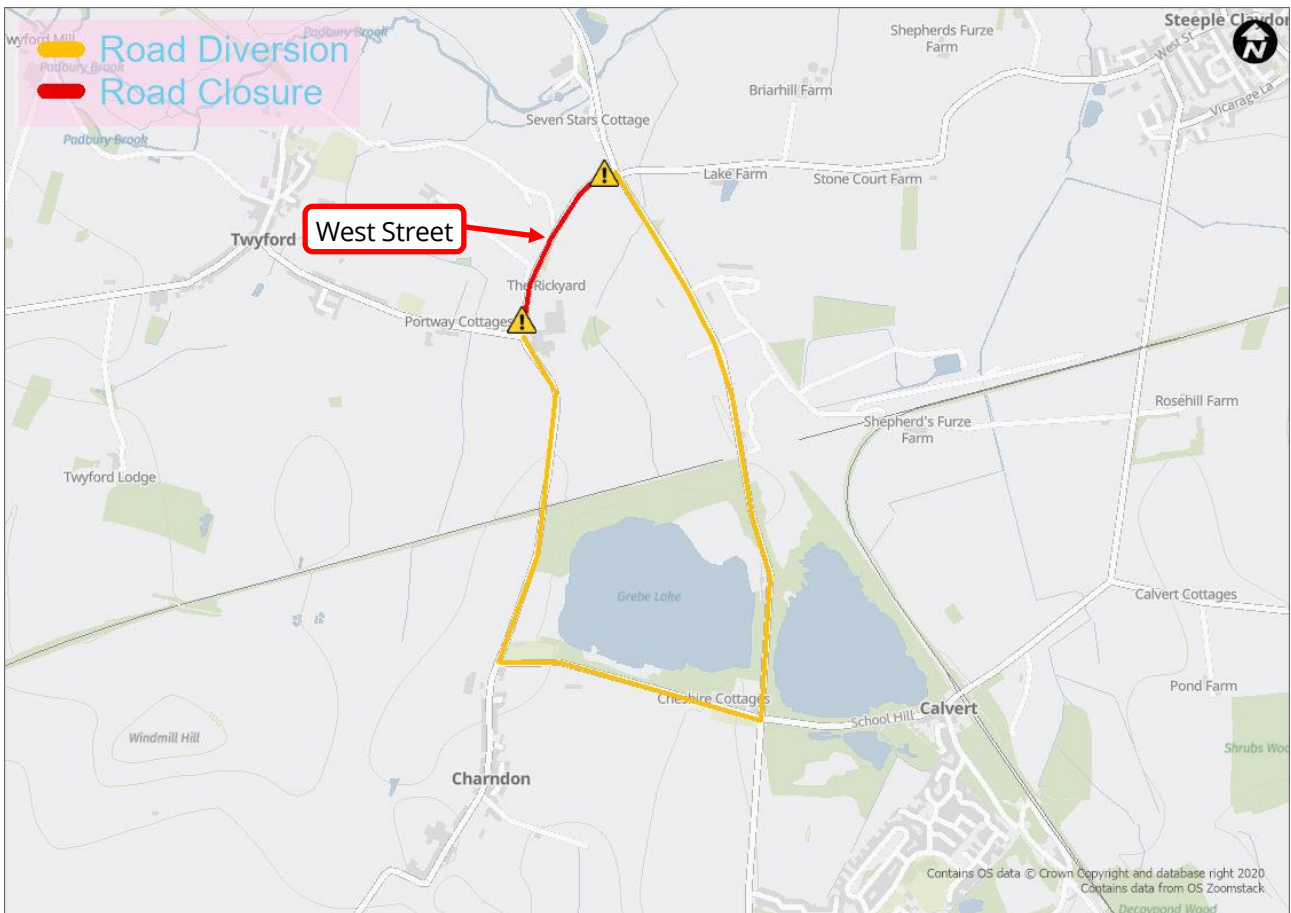 Road Diversion
Road Closure
Padbury Brook
Padbury Brook
Padbury Brook
Shepherds Furze
Farm
Steeple Claydon
West St
Vicarage La
Briarhill Farm
Seven Stars Cottage
Lake Farm
Stone Court Farm
Twyford
West Street
The Rickyard
Portway Cottages
Rosehill Farm
Shepherd's Furze
Farm
Twyford Lodge
Grebe Lake
Calvert Cottages
Cheshire Cottages
Pond Farm
School Hill
Calvert
Windmill Hill
100
Charndon
N
Contains OS data © Crown Copyright and database right 2020
Contains data from OS Zoomstack
Decoypond Wood